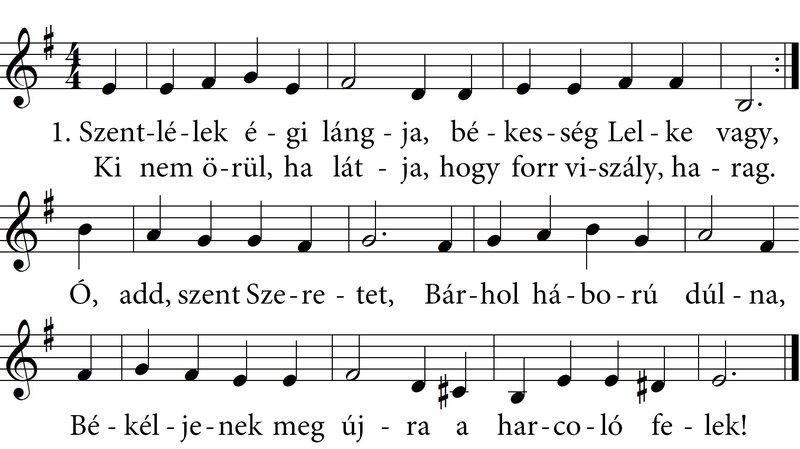 1. Szent-lé-lek é-gi láng-ja, bé-kes-ség Lel-ke vagy,
Ki nem ö-rül, ha lát-ja, hogy forr vi-szály, ha-rag.
Ó, add, szent Sze-re-tet, Bár-hol há-bo-rú dúl-na,
Bé-kél-je-nek meg új-ra a har-co-ló fe-lek!